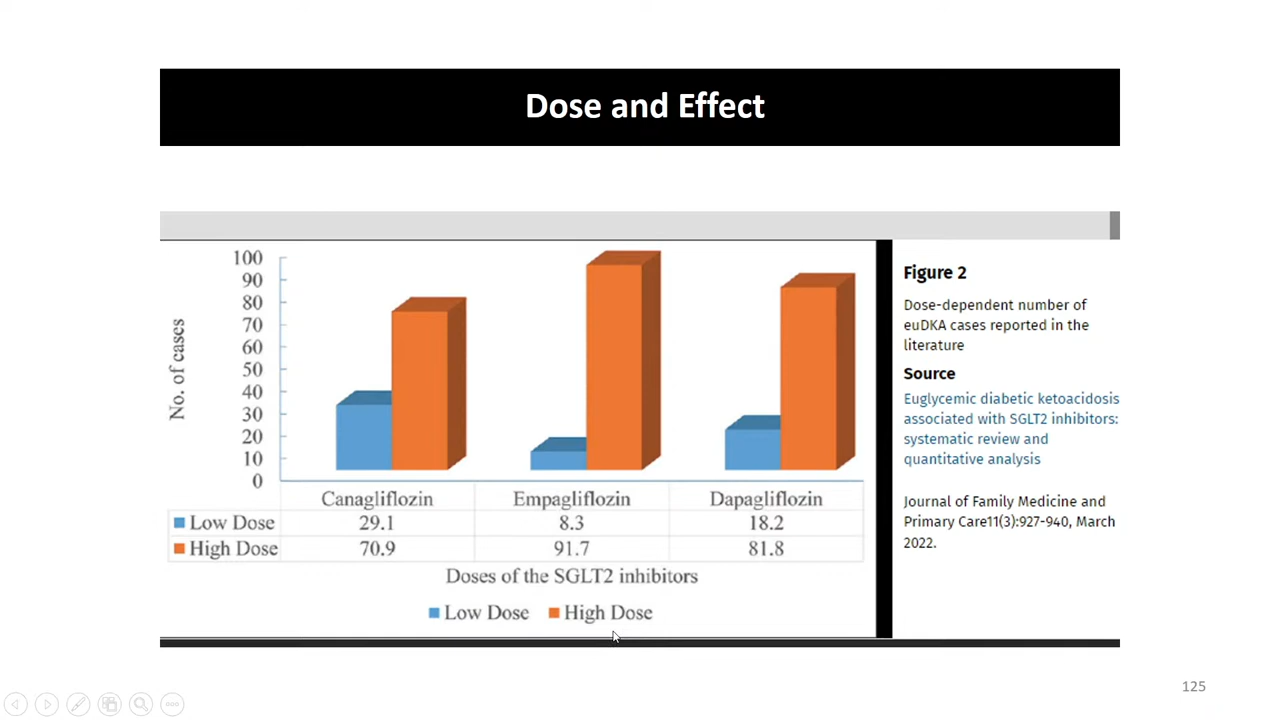 Dose and Effect
100
90
80
70
60
50
40
30
20
10
0
No. of cases
Canagliflozin Empagliflozin Dapagliflozin
Low Dose 29.1 8.3 18.2
High Dose 70.9 91.7 81.8
Doses of the SGLT2 inhibitors
Low Dose High Dose
Figure 2
Dose-dependent number of
euDKA cases reported in the
literature
Source
Euglycemic diabetic ketoacidosis
associated with SGLT2 inhibitors:
systematic review and
quantitative analysis
Journal of Family Medicine and
Primary Care11(3):927-940, March
2022.
125